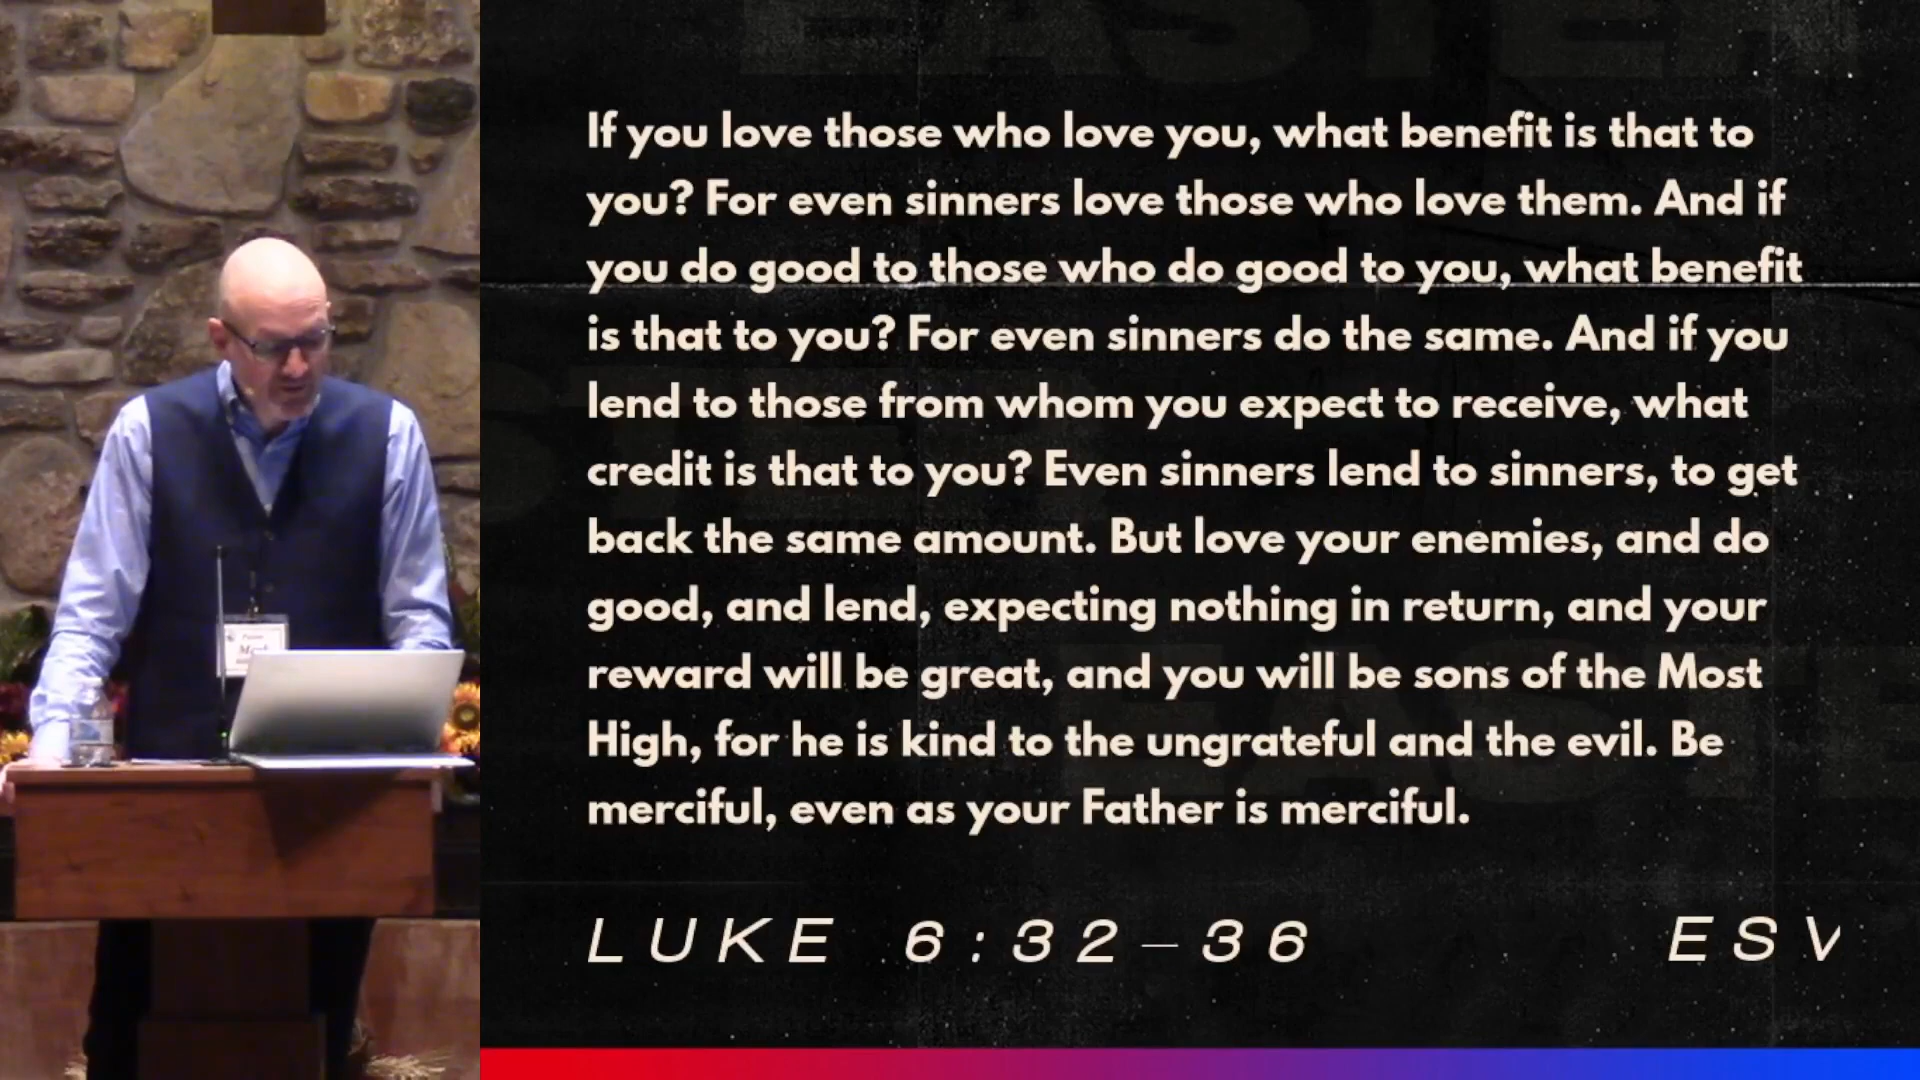 If you love those who love you, what benefit is that to
you? For even sinners love those who love them. And if
you do good to those who do good to you, what benefit
is that to you? For even sinners do the same. And if you
lend to those from whom you expect to receive, what
credit is that to you? Even sinners lend to sinners, to get
back the same amount. But love your enemies, and do
good, and lend, expecting nothing in return, and your
reward will be great, and you will be sons of the Most
High, for he is kind to the ungrateful and the evil. Be
merciful, even as your Father is merciful.
LUKE 6:32–36 ESV